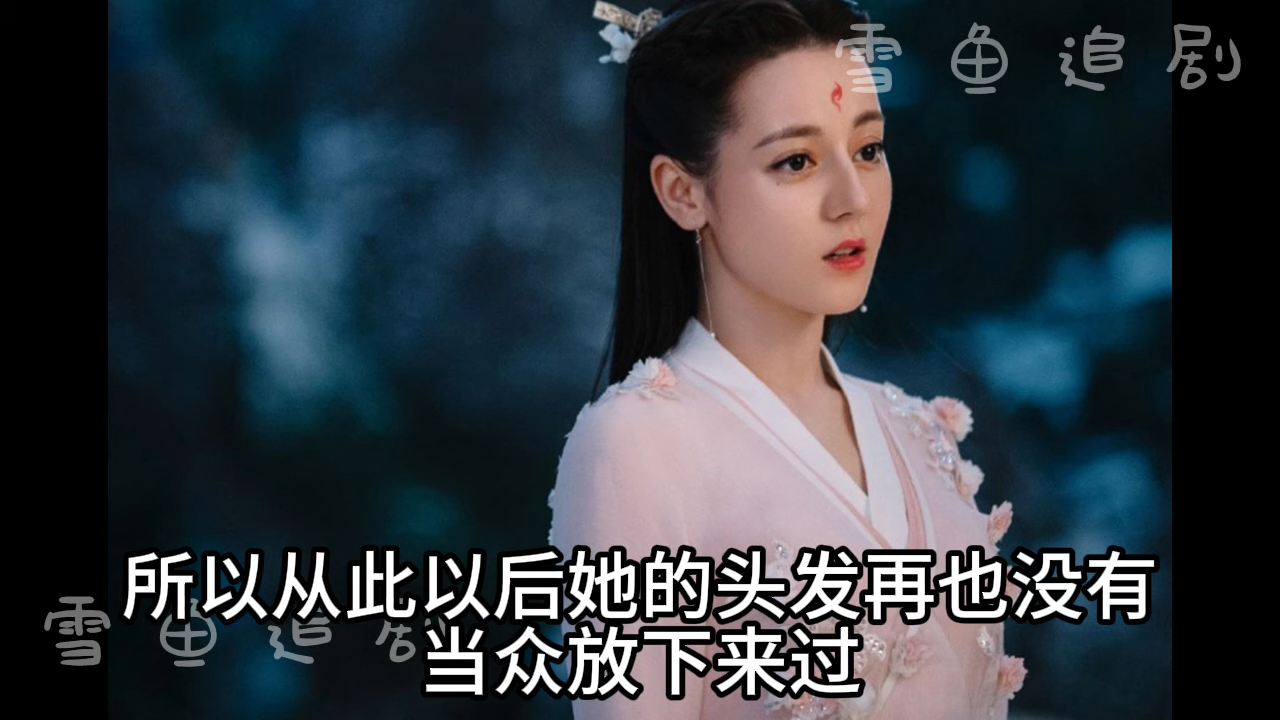 雪鱼追剧
所以从此以后她的头发再也没有
当众放下来过
雪鱼追剧